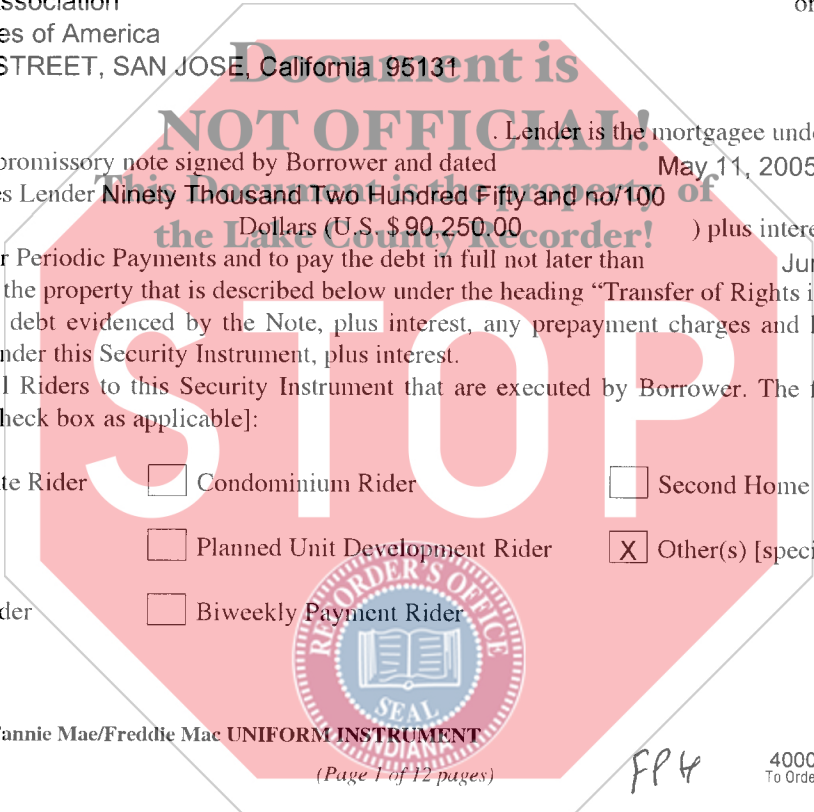 es of America
STREET, SAN JOSE, California 95131
Document is
NOT OFFICIAL!
. Lender is the mortgagee
promissory note signed by Borrower and dated May 11, 2005
es Lender Ninety Thousand Two Hundred Fifty and no/100
This Document is the property of
Dollars (U.S. $ 90,250.00 ) plus
the Lake County Recorder!
r Periodic Payments and to pay the debt in full not later than
the property that is described below under the heading “Transfer of Rights
debt evidenced by the Note, plus interest, any prepayment charges and
nder this Security Instrument, plus interest.
l Riders to this Security Instrument that are executed by Borrower. The
heck box as applicable]:
STOP
te Rider Condominium Rider Second Home
Planned Unit Development Rider X Other(s) [speci
der Biweekly Payment Rider
RECORDER'S OFFICE
SEAL
INDIANA
annie Mae/Freddie Mac UNIFORM INSTRUMENT
(Page 1 of 12 pages)
4000
To Orde